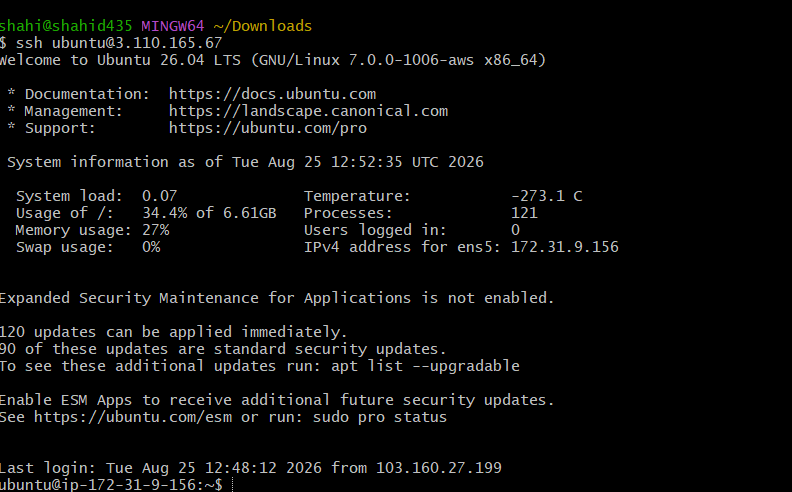 shahi@shahid435 MINGW64 ~/Downloads
$ ssh ubuntu@3.110.165.67
Welcome to Ubuntu 26.04 LTS (GNU/Linux 7.0.0-1006-aws x86_64)
* Documentation:  https://docs.ubuntu.com
* Management:     https://landscape.canonical.com
* Support:        https://ubuntu.com/pro
System information as of Tue Aug 25 12:52:35 UTC 2026
System load:  0.07               Temperature:           -273.1 C
Usage of /:   34.4% of 6.61GB   Processes:             121
Memory usage: 27%                Users logged in:       0
Swap usage:   0%                 IPv4 address for ens5: 172.31.9.156
Expanded Security Maintenance for Applications is not enabled.
120 updates can be applied immediately.
90 of these updates are standard security updates.
To see these additional updates run: apt list --upgradable
Enable ESM Apps to receive additional future security updates.
See https://ubuntu.com/esm or run: sudo pro status
Last login: Tue Aug 25 12:48:12 2026 from 103.160.27.199
ubuntu@ip-172-31-9-156:~$